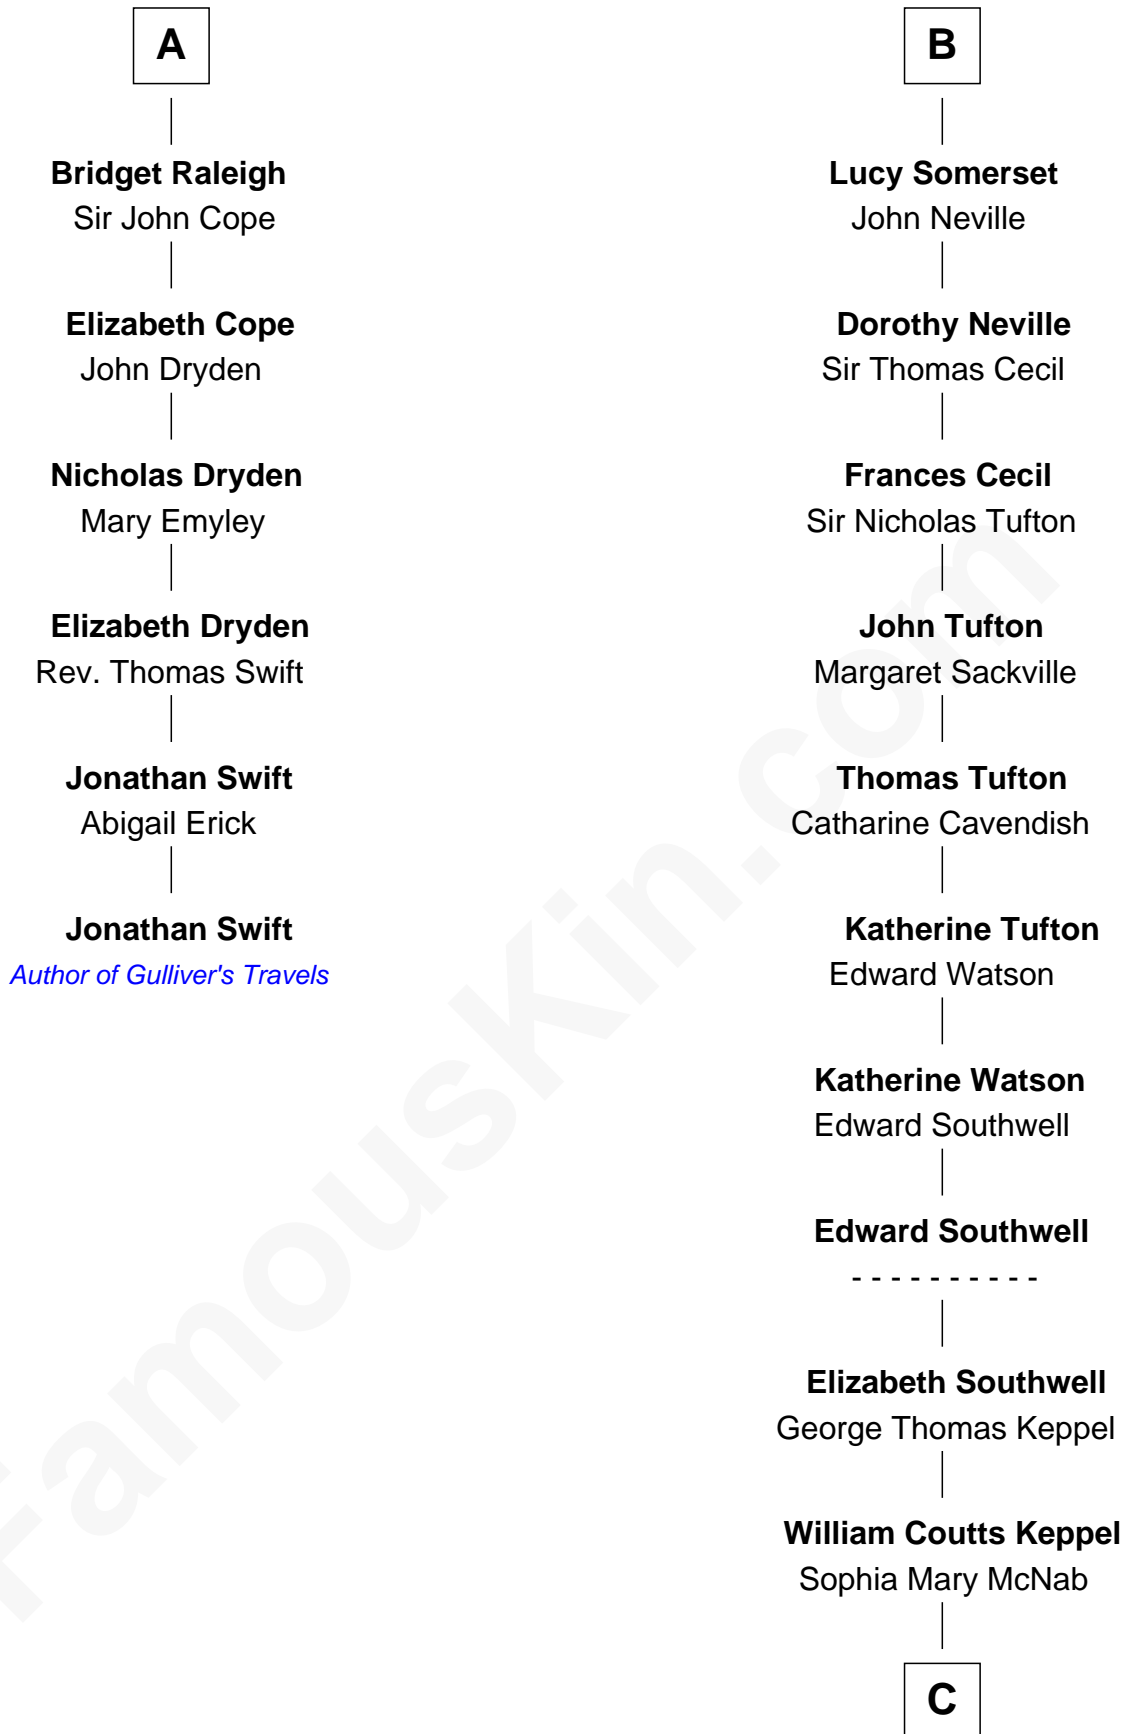 A
Bridget Raleigh
Sir John Cope
Elizabeth Cope
John Dryden
Nicholas Dryden
Mary Emyley
Elizabeth Dryden
Rev. Thomas Swift
Jonathan Swift
Abigail Erick
Jonathan Swift
Author of Gulliver's Travels
B
Lucy Somerset
John Neville
Dorothy Neville
Sir Thomas Cecil
Frances Cecil
Sir Nicholas Tufton
John Tufton
Margaret Sackville
Thomas Tufton
Catharine Cavendish
Katherine Tufton
Edward Watson
Katherine Watson
Edward Southwell
Edward Southwell
- - - - - - - - - -
Elizabeth Southwell
George Thomas Keppel
William Coutts Keppel
Sophia Mary McNab
C
FamousKin.com